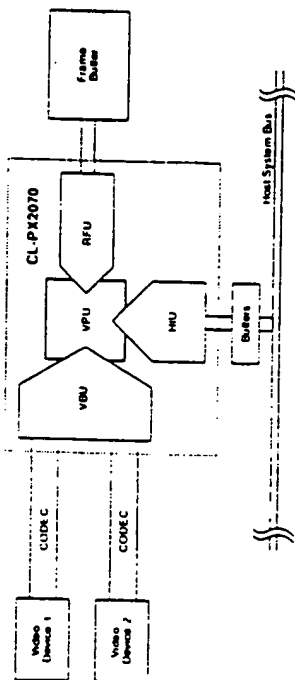 Frame
Buffer
CL-PX2070
RFU
VPU
VBU
HIU
Buffers
Host System Bus
CODEC
CODEC
Video
Device 1
Video
Device 2